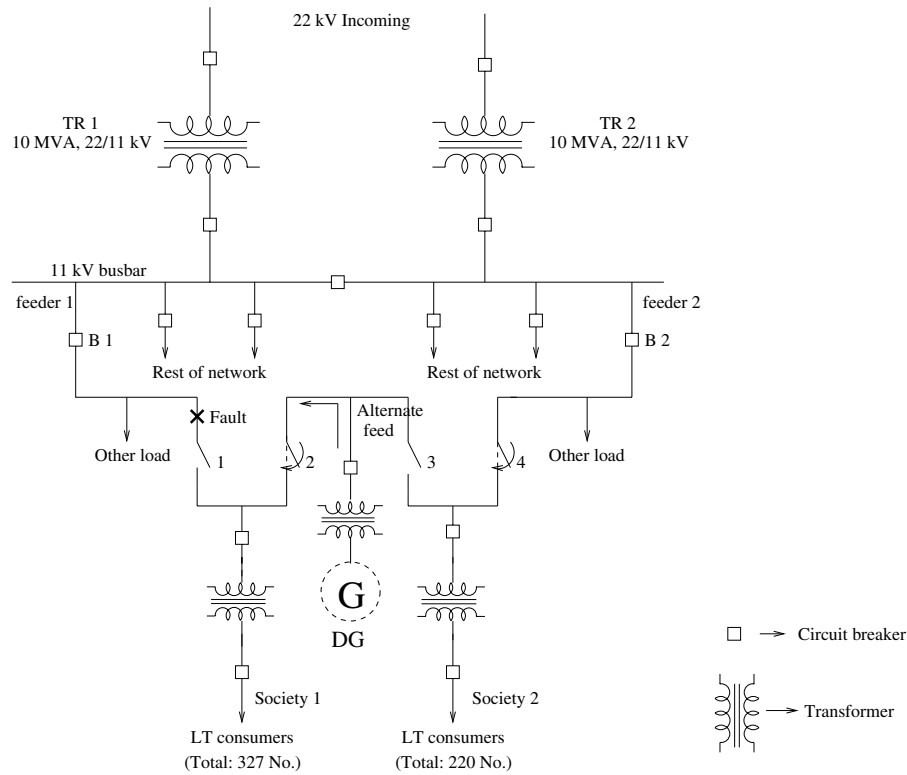 22 kV Incoming
TR 1
10 MVA, 22/11 kV
TR 2
10 MVA, 22/11 kV
11 kV busbar
feeder 1
feeder 2
B 1
B 2
Rest of network
Rest of network
Fault
Alternate
feed
Other load
1
2
3
4
Other load
G
DG
Circuit breaker
Society 1
Society 2
Transformer
LT consumers
(Total: 327 No.)
LT consumers
(Total: 220 No.)